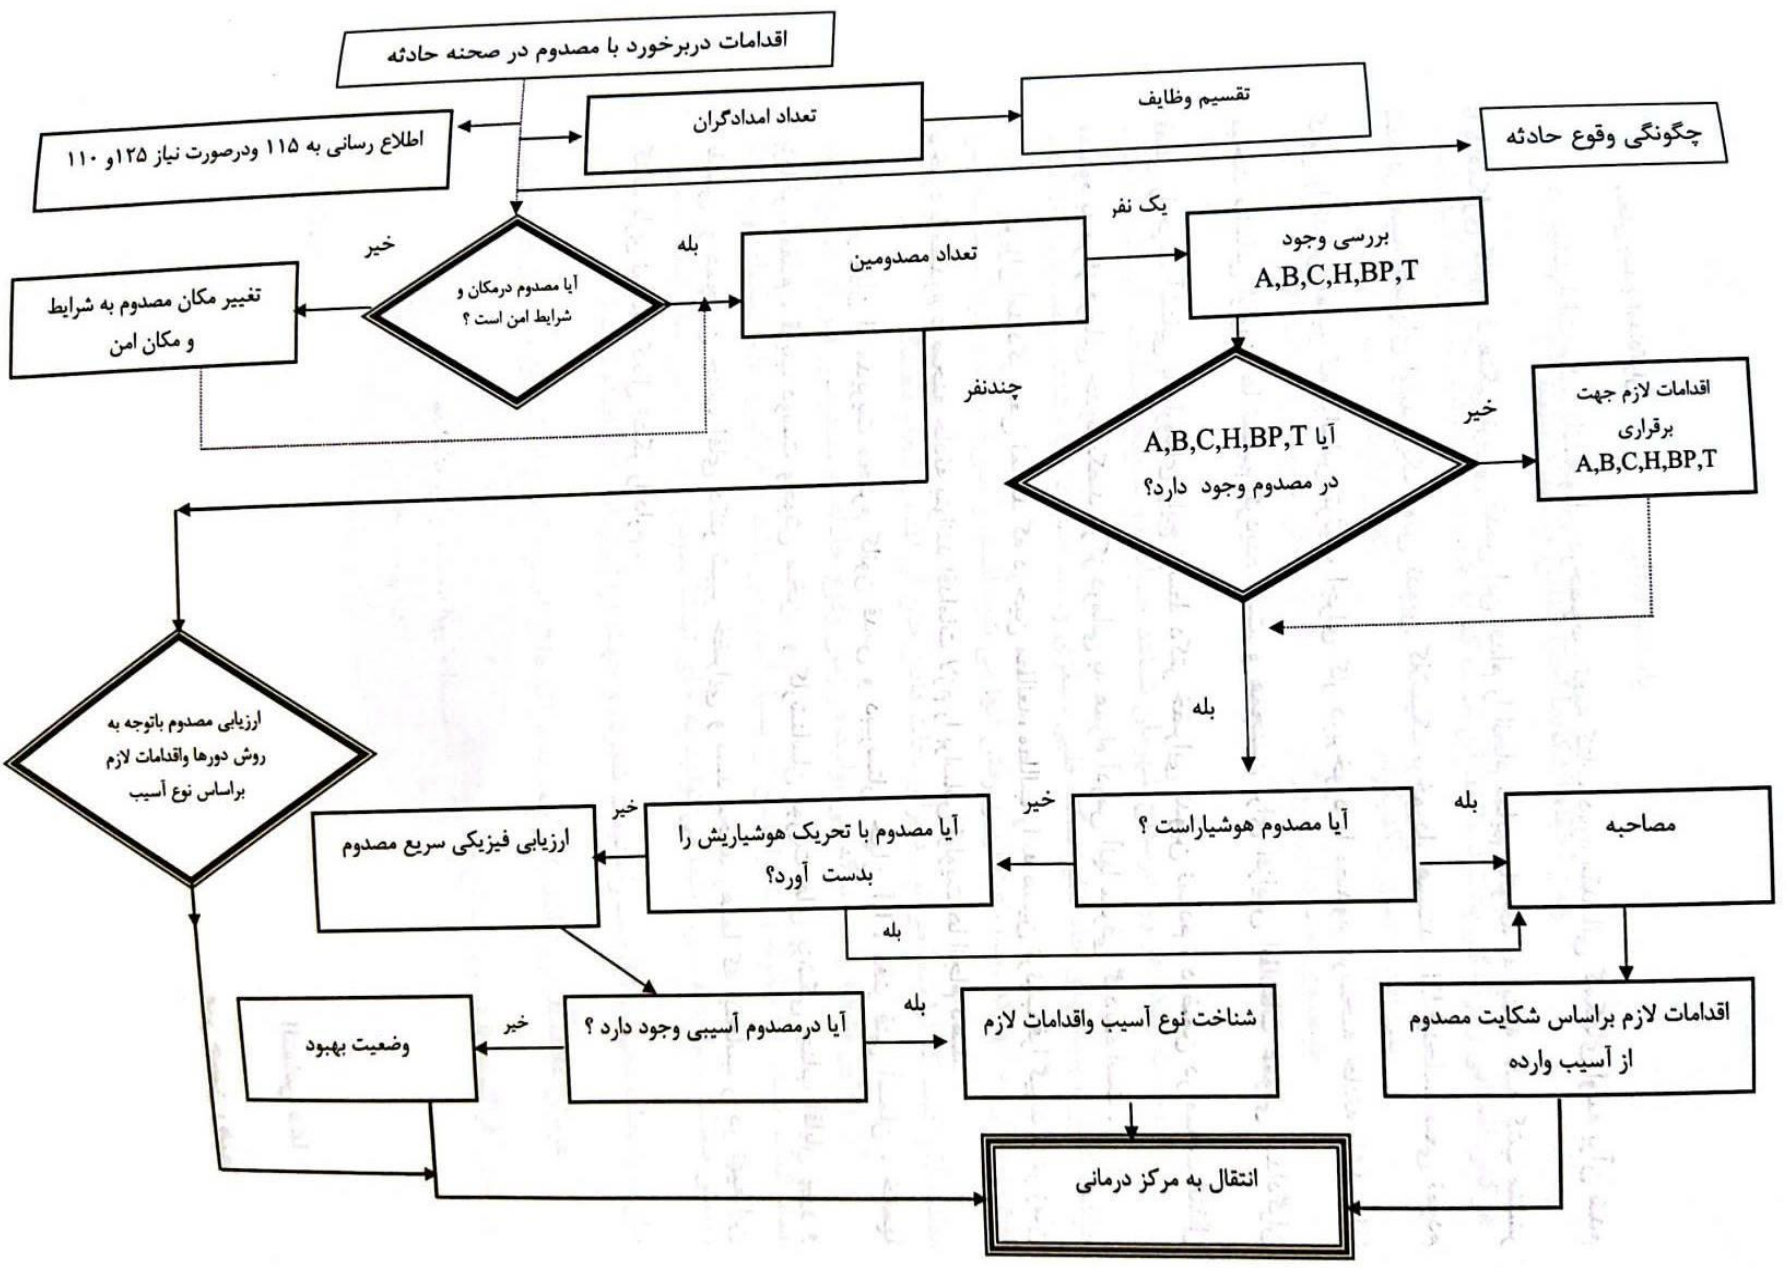 اقدامات دربرخورد با مصدوم در صحنه حادثه
تقسیم وظایف
تعداد امدادگران
اطلاع رسانی به ۱۱۵ ودرصورت نیاز ۱۲۵و ۱۱۰
چگونگی وقوع حادثه
خیر
بله
یک نفر
تغییر مکان مصدوم به شرایط
و مکان امن
آیا مصدوم درمکان و
شرایط امن است ؟
تعداد مصدومین
بررسی وجود
A,B,C,H,BP,T
چندنفر
آیا A,B,C,H,BP,T
در مصدوم وجود دارد؟
خیر
اقدامات لازم جهت
برقراری
A,B,C,H,BP,T
بله
ارزیابی مصدوم باتوجه به
روش دورها واقدامات لازم
براساس نوع آسیب
مصاحبه
بله
آیا مصدوم هوشیاراست ؟
خیر
آیا مصدوم با تحریک هوشیاریش را
بدست آورد؟
خیر
ارزیابی فیزیکی سریع مصدوم
بله
اقدامات لازم براساس شکایت مصدوم
از آسیب وارده
شناخت نوع آسیب واقدامات لازم
بله
آیا درمصدوم آسیبی وجود دارد ؟
خیر
وضعیت بهبود
انتقال به مرکز درمانی